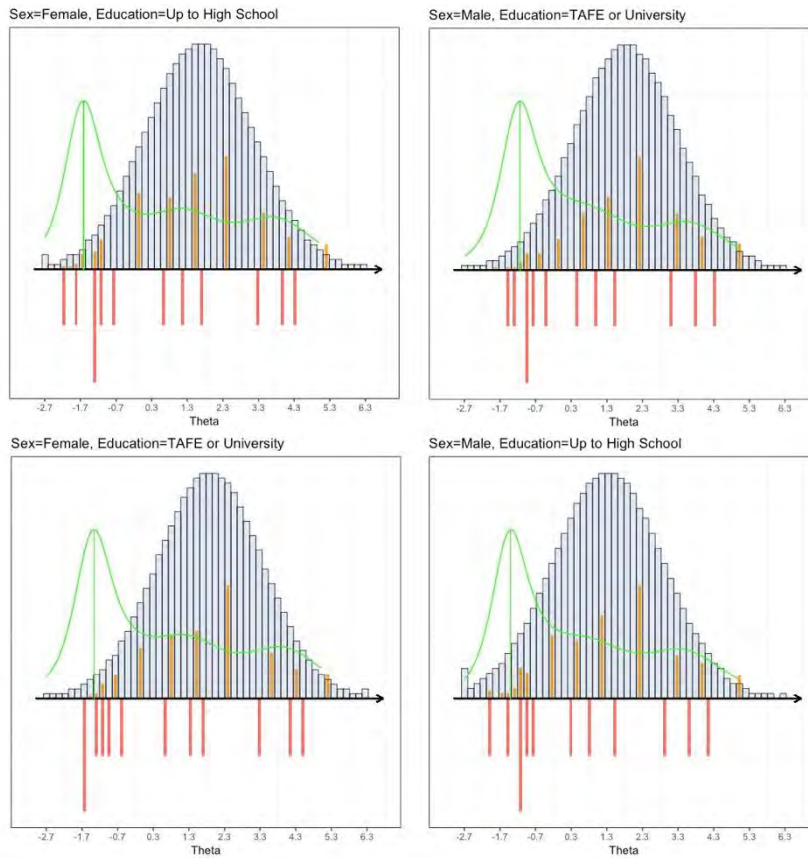 Sex=Female, Education=Up to High School
Sex=Male, Education=TAFE or University
-2.7 -1.7 -0.7 0.3 1.3 2.3 3.3 4.3 5.3 6.3
Theta
-2.7 -1.7 -0.7 0.3 1.3 2.3 3.3 4.3 5.3 6.3
Theta
Sex=Female, Education=TAFE or University
Sex=Male, Education=Up to High School
-2.7 -1.7 -0.7 0.3 1.3 2.3 3.3 4.3 5.3 6.3
Theta
-2.7 -1.7 -0.7 0.3 1.3 2.3 3.3 4.3 5.3 6.3
Theta